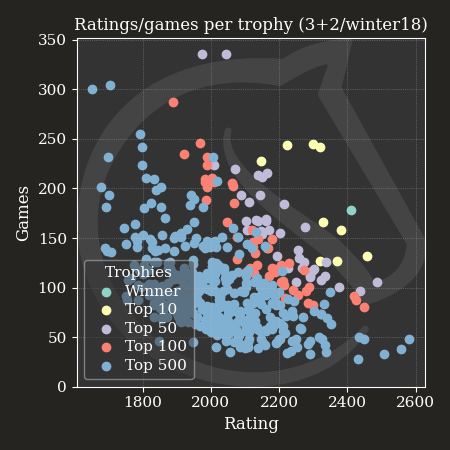 Ratings/games per trophy (3+2/winter18)
350
300
250
200
150
100
50
0
Games
Trophies
Winner
Top 10
Top 50
Top 100
Top 500
1800
2000
2200
2400
2600
Rating